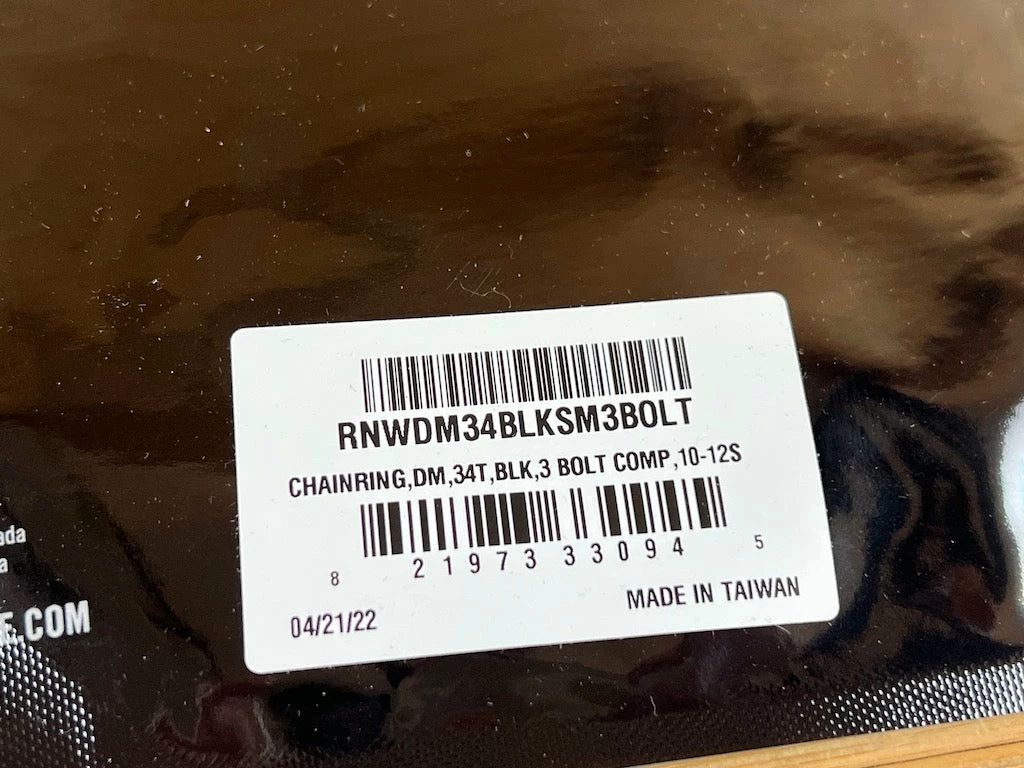 RNWDM34BLKSM3BOLT
CHAINRING,DM,34T,BLK,3 BOLT COMP,10-12S
8 21973 33094 5
04/21/22 MADE IN TAIWAN
.COM